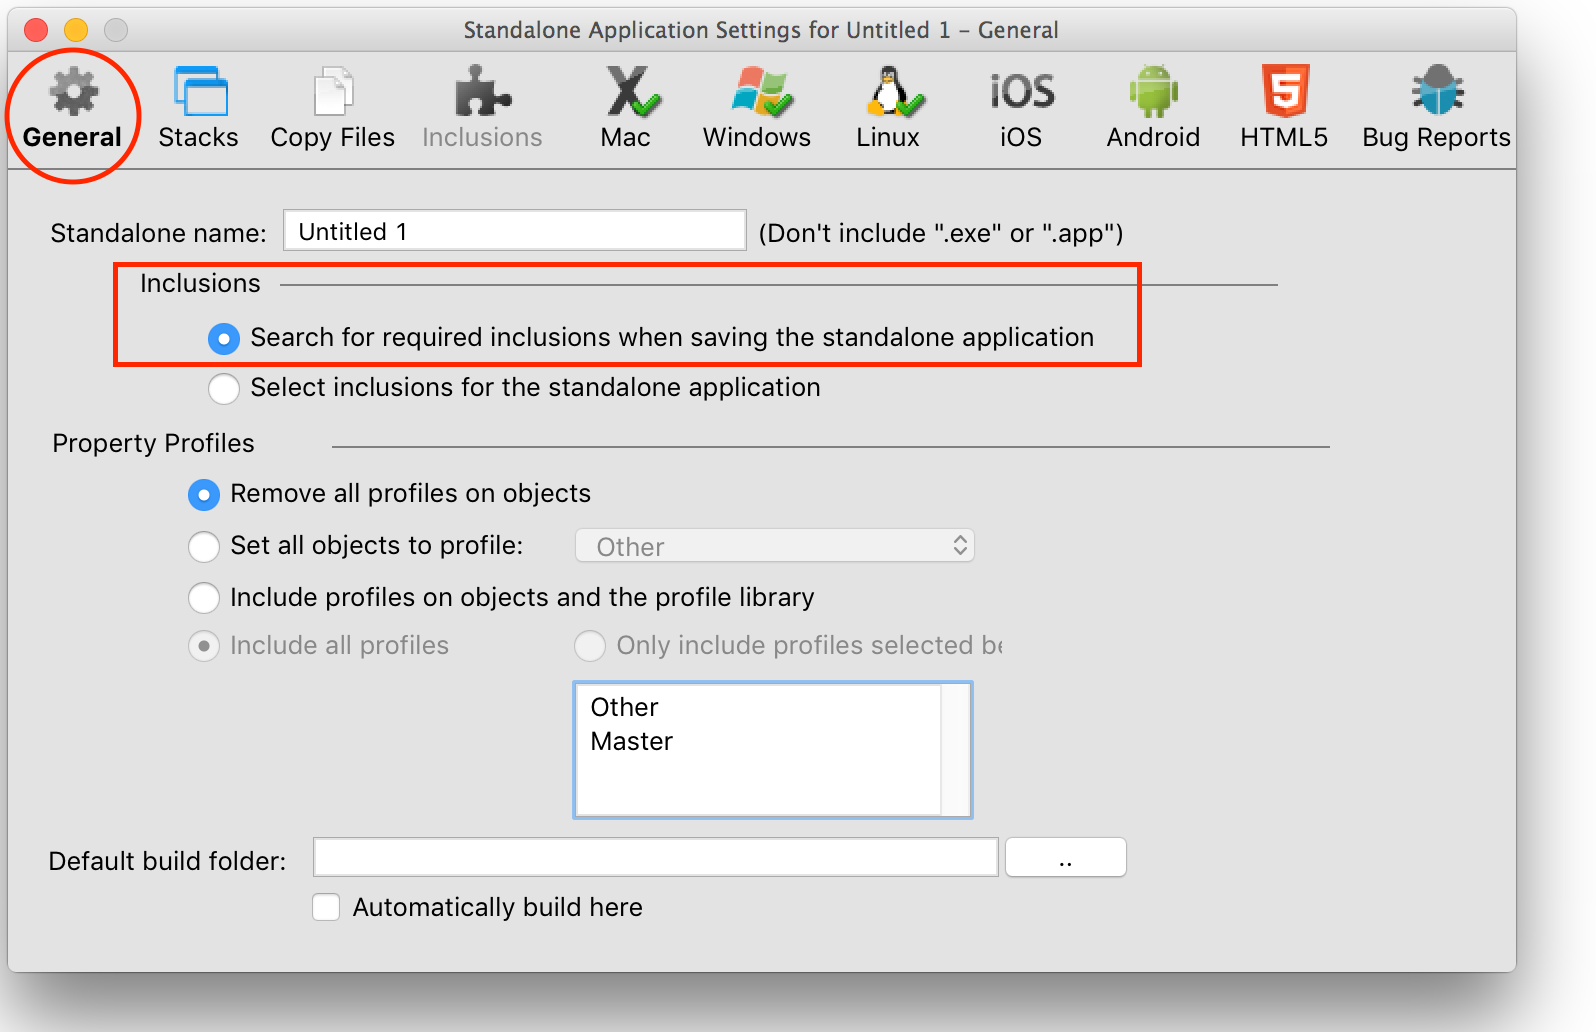 Standalone Application Settings for Untitled 1 – General
iOS
5
General Stacks Copy Files Inclusions Mac Windows Linux iOS Android HTML5 Bug Reports
Standalone name: Untitled 1 (Don't include ".exe" or ".app")
Inclusions
Search for required inclusions when saving the standalone application
Select inclusions for the standalone application
Property Profiles
Remove all profiles on objects
Set all objects to profile: Other
Include profiles on objects and the profile library
Include all profiles Only include profiles selected be
Other
Master
Default build folder: ..
Automatically build here